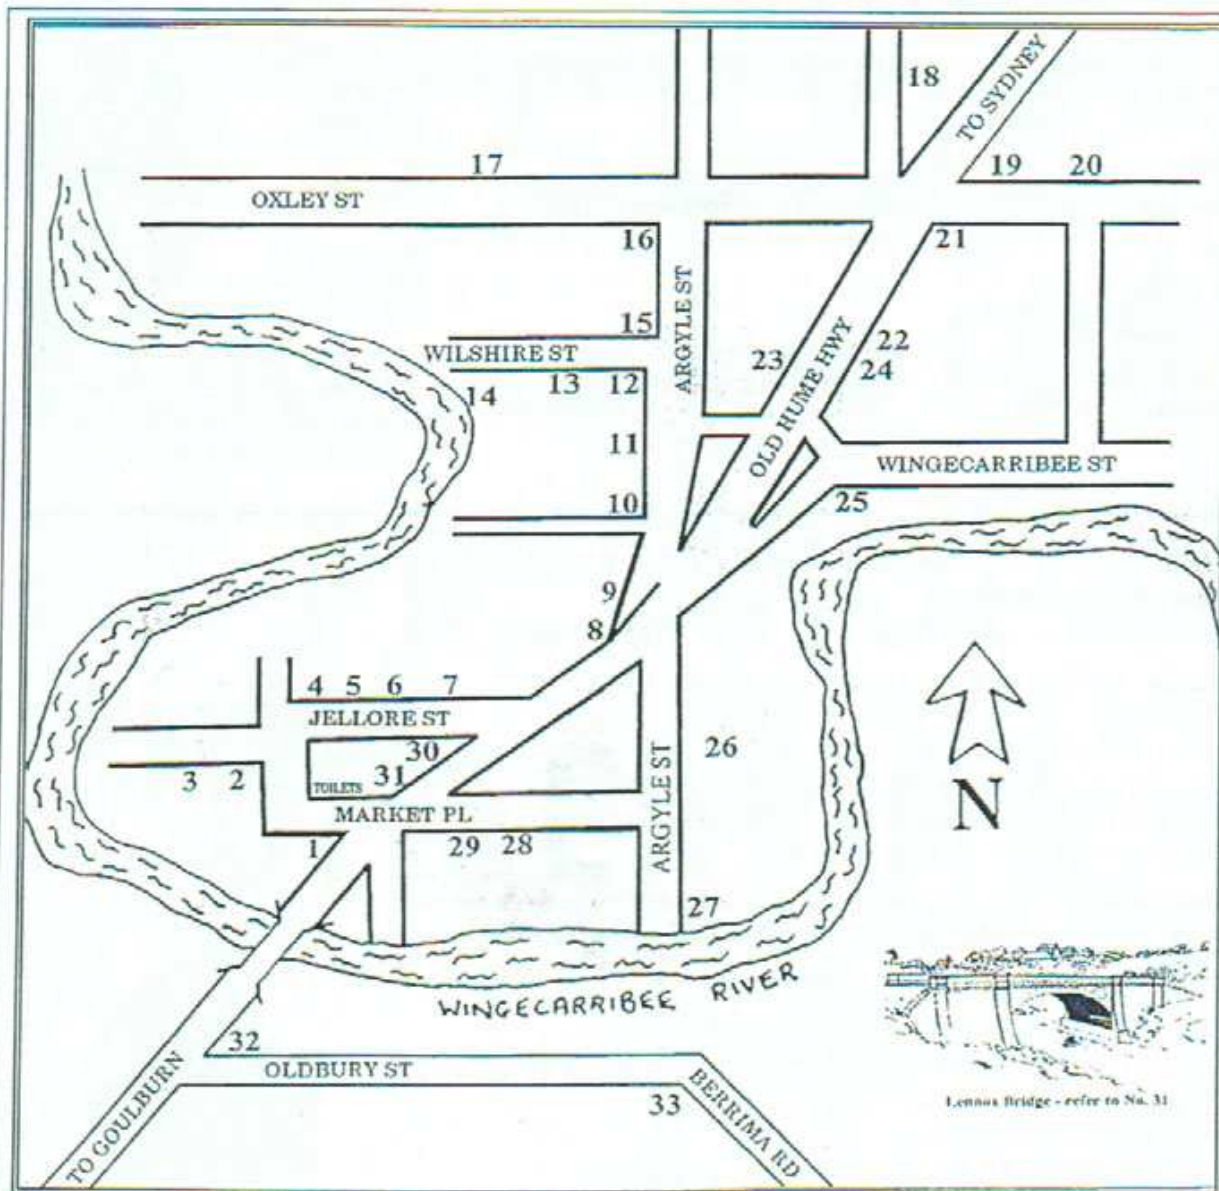 18
TO SYDNEY
17
19
20
OXLEY ST
16
21
ARGYLE ST
15
WILSHIRE ST
22
23
24
14
13
12
OLD HUME HWY
11
WINGECARRIBEE ST
10
25
9
8
4
5
6
7
JELLORE ST
30
26
3
2
TOILETS
31
ARGYLE ST
N
MARKET PL
1
29
28
27
WINGECARRIBEE RIVER
32
OLDBURY ST
TO GOULBURN
33
BERRIMA RD
Lennox Bridge - refer to No. 31